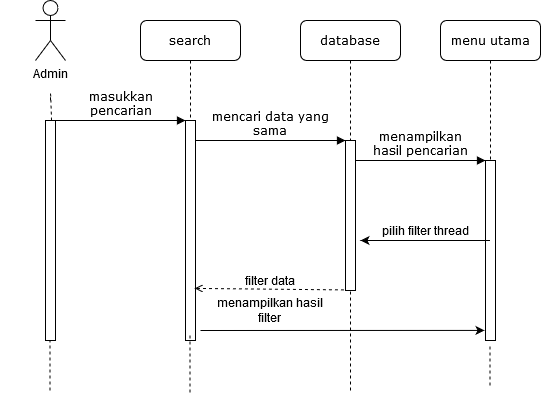 Admin
search
database
menu utama
masukkan
pencarian
mencari data yang
sama
menampilkan
hasil pencarian
pilih filter thread
filter data
menampilkan hasil
filter